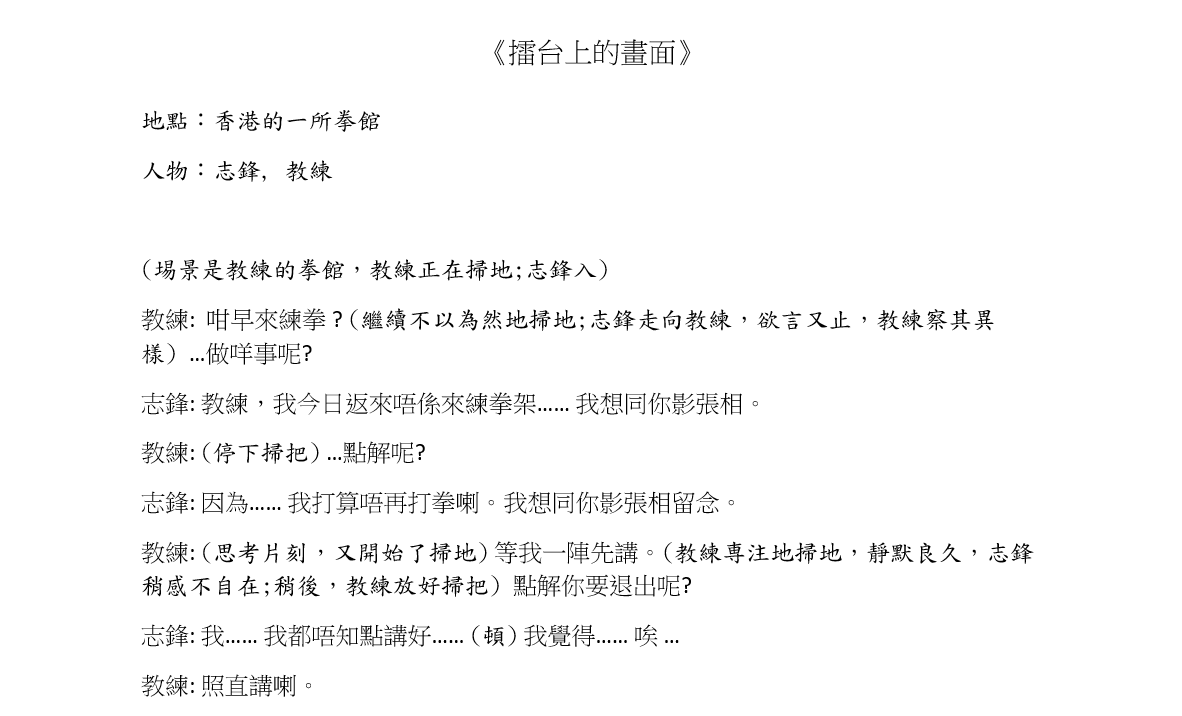 《擂台上的畫面》
地點：香港的一所拳館
人物：志鋒, 教練
(場景是教練的拳館，教練正在掃地;志鋒入)
教練: 咁早來練拳？(繼續不以為然地掃地;志鋒走向教練，欲言又止，教練察其異
樣) ...做咩事呢?
志鋒: 教練，我今日返來唔係來練拳架...... 我想同你影張相。
教練: (停下掃把) ...點解呢?
志鋒: 因為...... 我打算唔再打拳喇。我想同你影張相留念。
教練: (思考片刻，又開始了掃地) 等我一陣先講。(教練專注地掃地，靜默良久，志鋒
稍感不自在;稍後，教練放好掃把) 點解你要退出呢?
志鋒: 我...... 我都唔知點講好...... (頓) 我覺得...... 唉 ...
教練: 照直講喇。